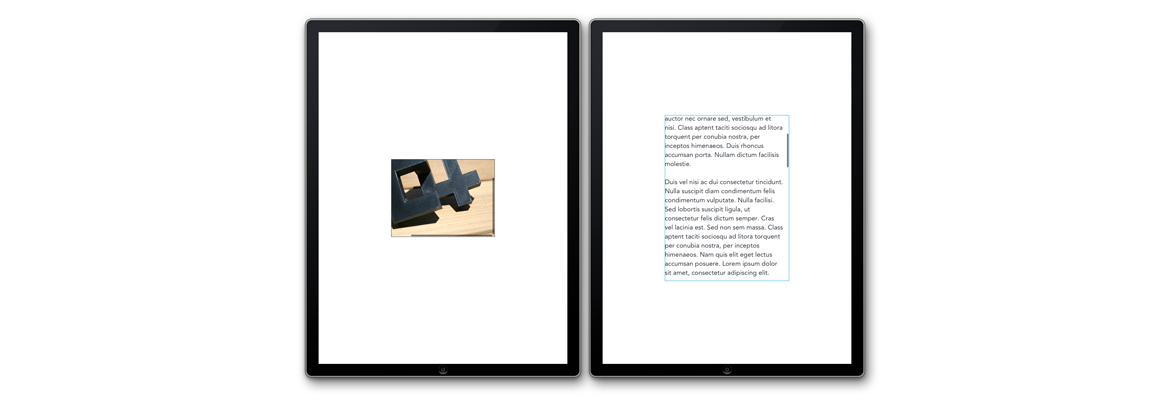 auctor nec ornare sed, vestibulum et
nisi. Class aptent taciti sociosqu ad litora
torquent per conubia nostra, per
inceptos himenaeos. Duis rhoncus
accumsan porta. Nullam dictum facilisis
molestie.
Duis vel nisi ac dui consectetur tincidunt.
Nulla suscipit diam condimentum felis
condimentum vulputate. Nulla facilisi.
Sed lobortis suscipit ligula, ut
consectetur felis dictum semper. Cras
vel lacinia est. Sed non sem massa. Class
aptent taciti sociosqu ad litora torquent
per conubia nostra, per inceptos
himenaeos. Nam quis elit eget lectus
accumsan posuere. Lorem ipsum dolor
sit amet, consectetur adipiscing elit.